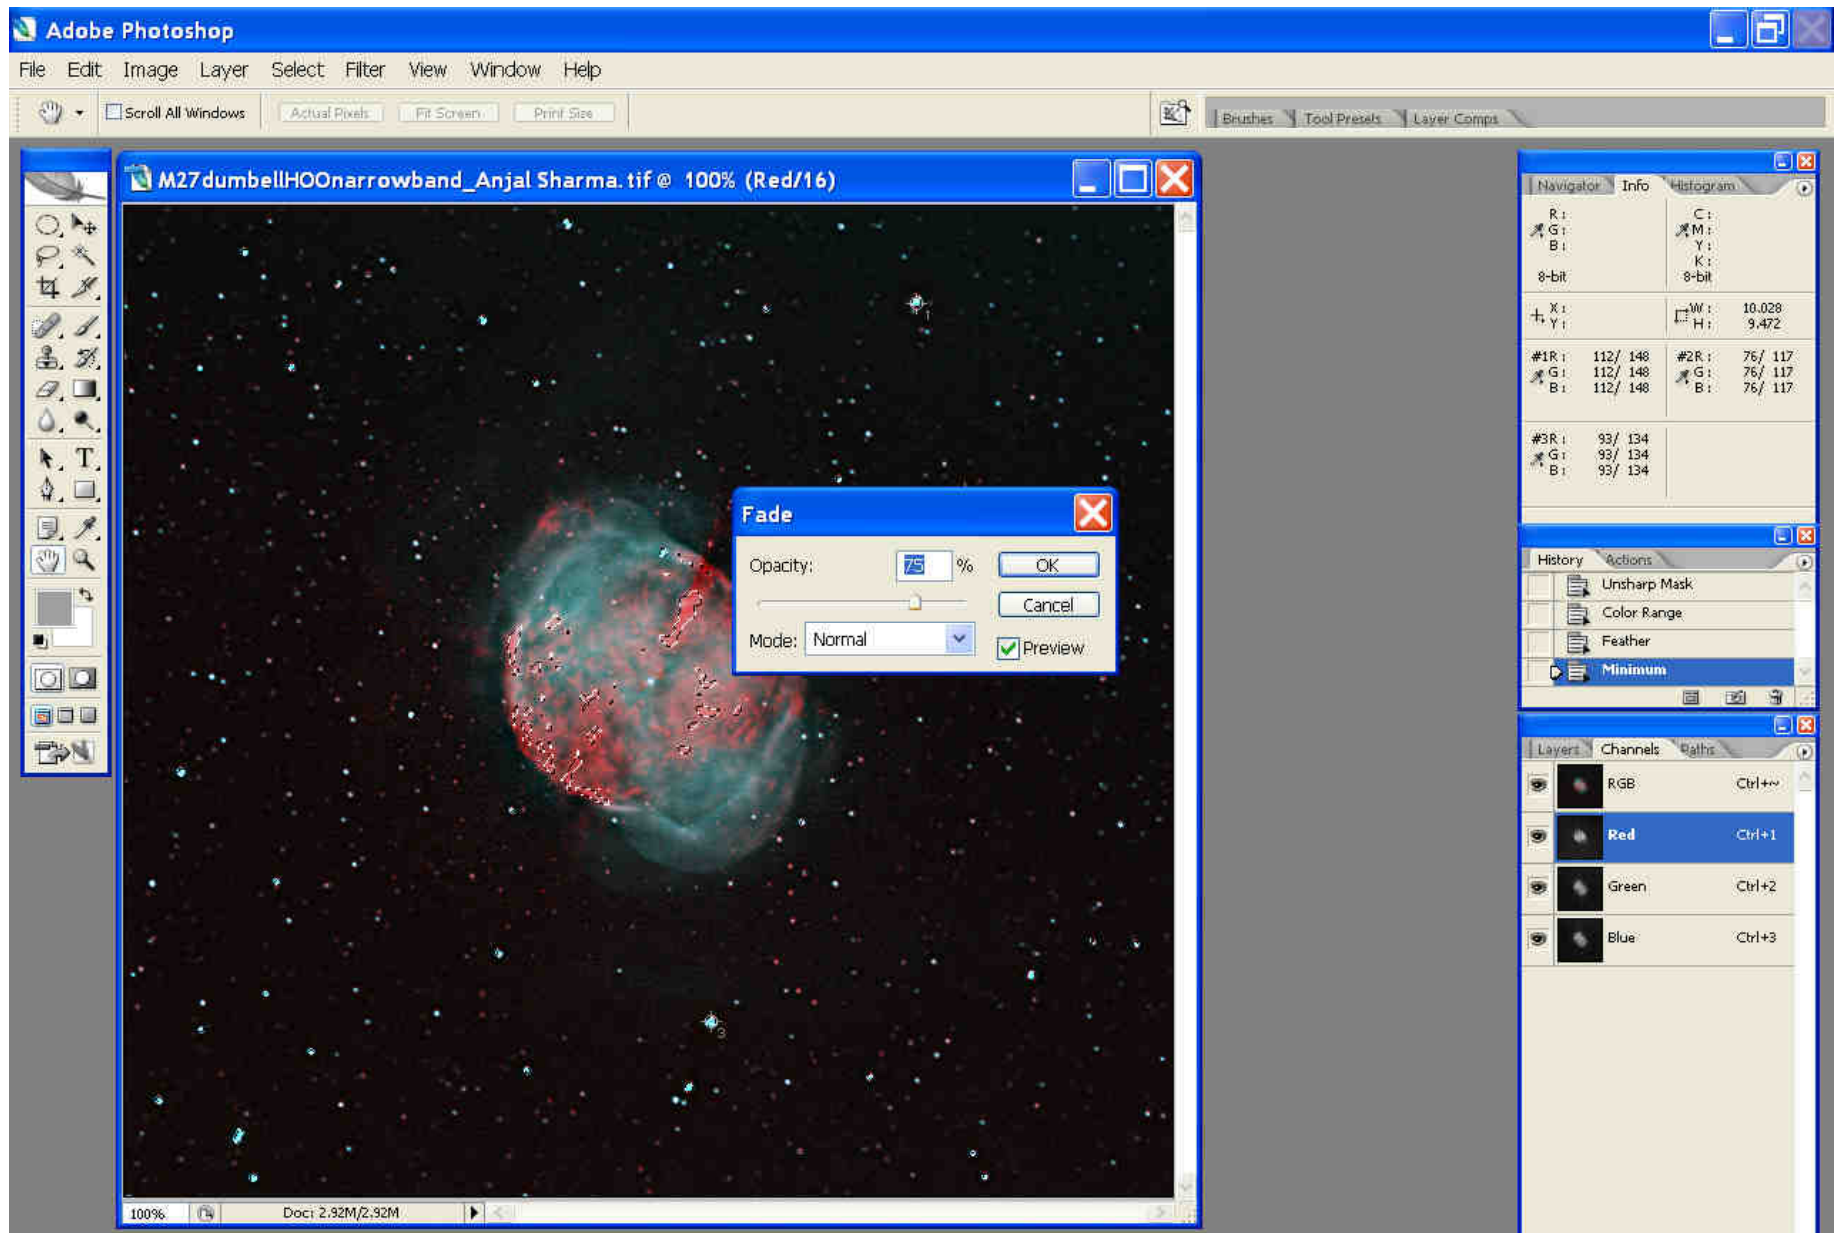 Adobe Photoshop
File Edit Image Layer Select Filter View Window Help
Scroll All Windows Actual Pixels Fit Screen Print Size Brushes Tool Presets Layer Comps
M27dumbellHOOnarrowband_Anjal Sharma.tif @ 100% (Red/16)
1
3
T
Fade
Opacity: 75 % OK
Cancel
Mode: Normal Preview
100% Doc: 2.92M/2.92M
Navigator Info Histogram
R: C:
G: M:
B: Y:
K:
8-bit 8-bit
X: W: 10.028
Y: H: 9.472
#1R: 112/ 148 #2R: 76/ 117
G: 112/ 148 G: 76/ 117
B: 112/ 148 B: 76/ 117
#3R: 93/ 134
G: 93/ 134
B: 93/ 134
History Actions
Unsharp Mask
Color Range
Feather
Minimum
Layers Channels Paths
RGB Ctrl+~
Red Ctrl+1
Green Ctrl+2
Blue Ctrl+3